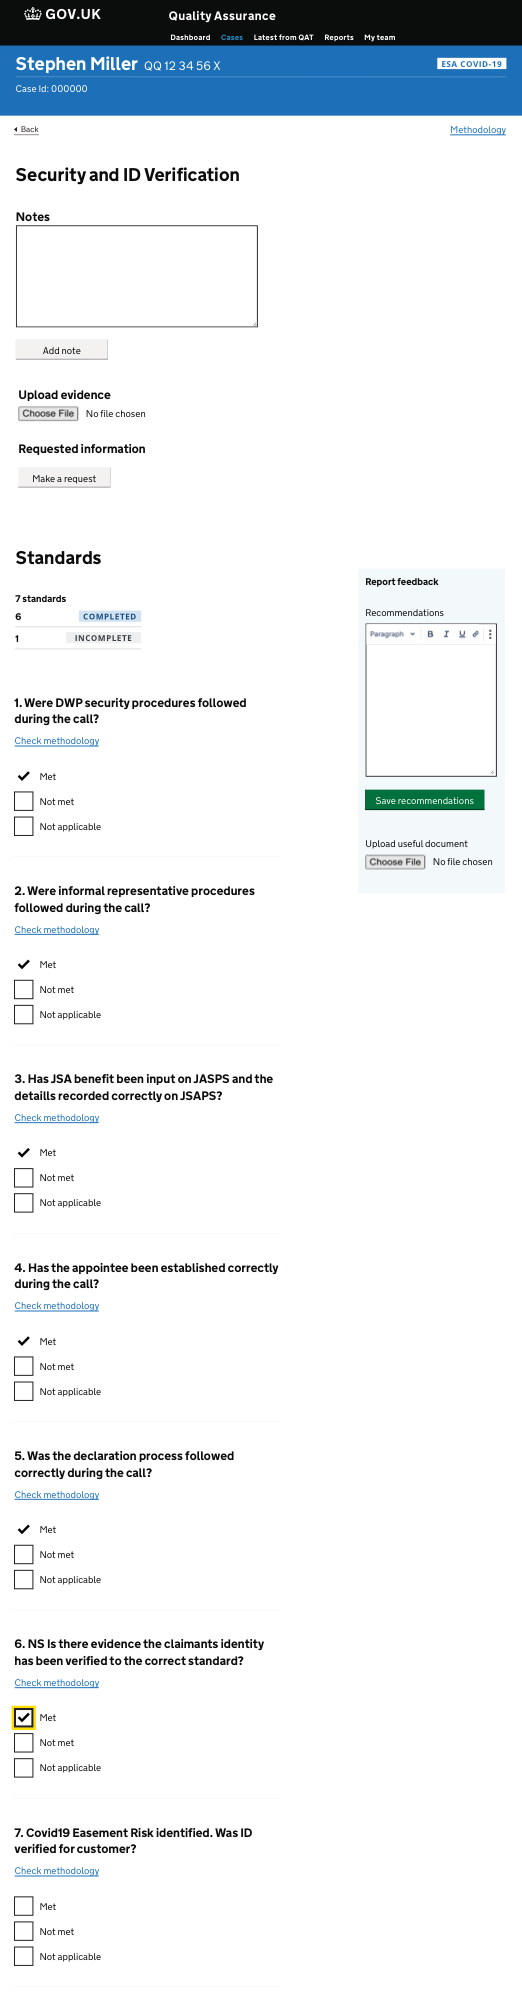 GOV.UK
Quality Assurance
Dashboard Cases Latest from QAT Reports My team
Stephen Miller QQ 12 34 56 X
ESA COVID-19
Case Id: 000000
Back
Methodology
Security and ID Verification
Notes
Add note
Upload evidence
Choose File No file chosen
Requested information
Make a request
Standards
7 standards
6 COMPLETED
1 INCOMPLETE
Report feedback
Recommendations
Paragraph B I U
Save recommendations
Upload useful document
Choose File No file chosen
1. Were DWP security procedures followed
during the call?
Check methodology
Met
Not met
Not applicable
2. Were informal representative procedures
followed during the call?
Check methodology
Met
Not met
Not applicable
3. Has JSA benefit been input on JASPS and the
detaills recorded correctly on JSAPS?
Check methodology
Met
Not met
Not applicable
4. Has the appointee been established correctly
during the call?
Check methodology
Met
Not met
Not applicable
5. Was the declaration process followed
correctly during the call?
Check methodology
Met
Not met
Not applicable
6. NS Is there evidence the claimants identity
has been verified to the correct standard?
Check methodology
Met
Not met
Not applicable
7. Covid19 Easement Risk identified. Was ID
verified for customer?
Check methodology
Met
Not met
Not applicable